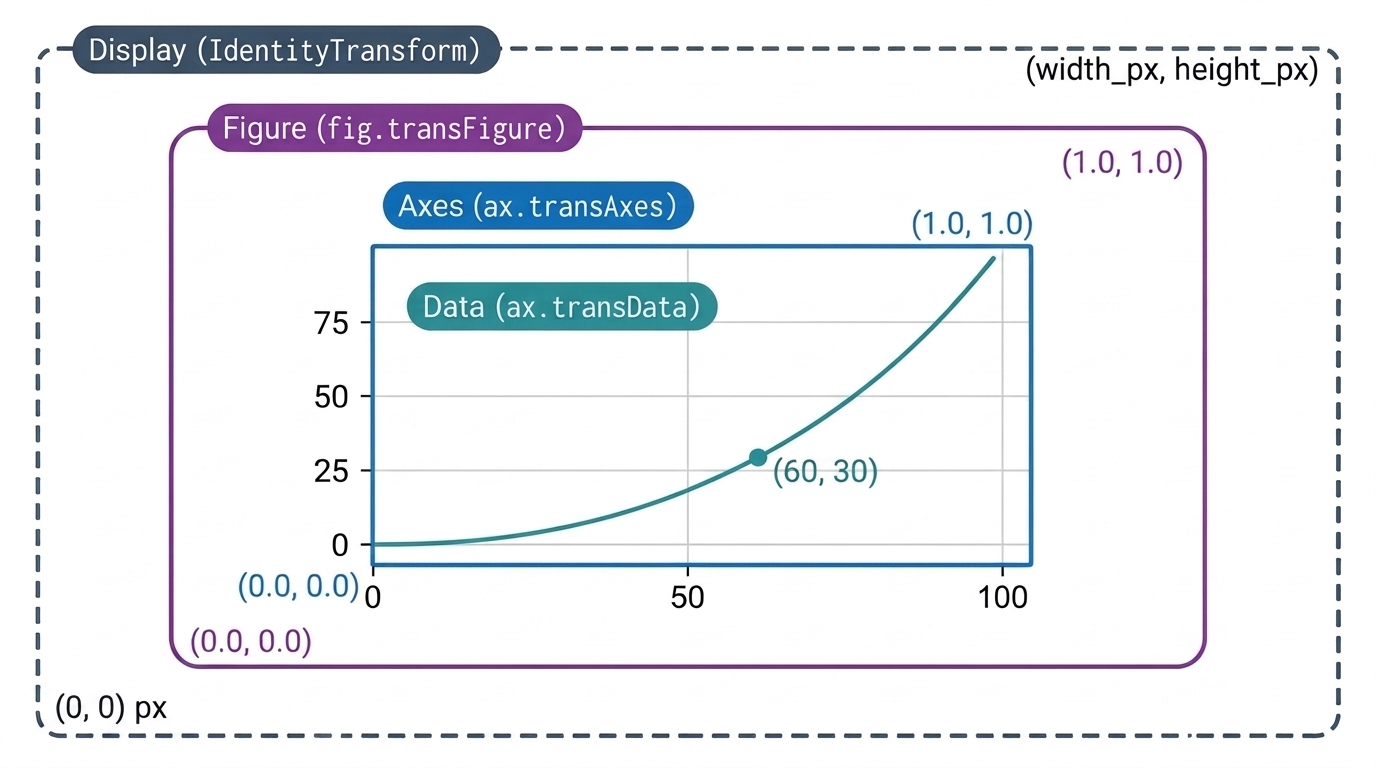 Display (IdentityTransform)
(width_px, height_px)
Figure (fig.transFigure)
(1.0, 1.0)
Axes (ax.transAxes)
(1.0, 1.0)
Data (ax.transData)
75
50
25
(60, 30)
0
(0.0, 0.0)
0 50 100
(0.0, 0.0)
(0, 0) px